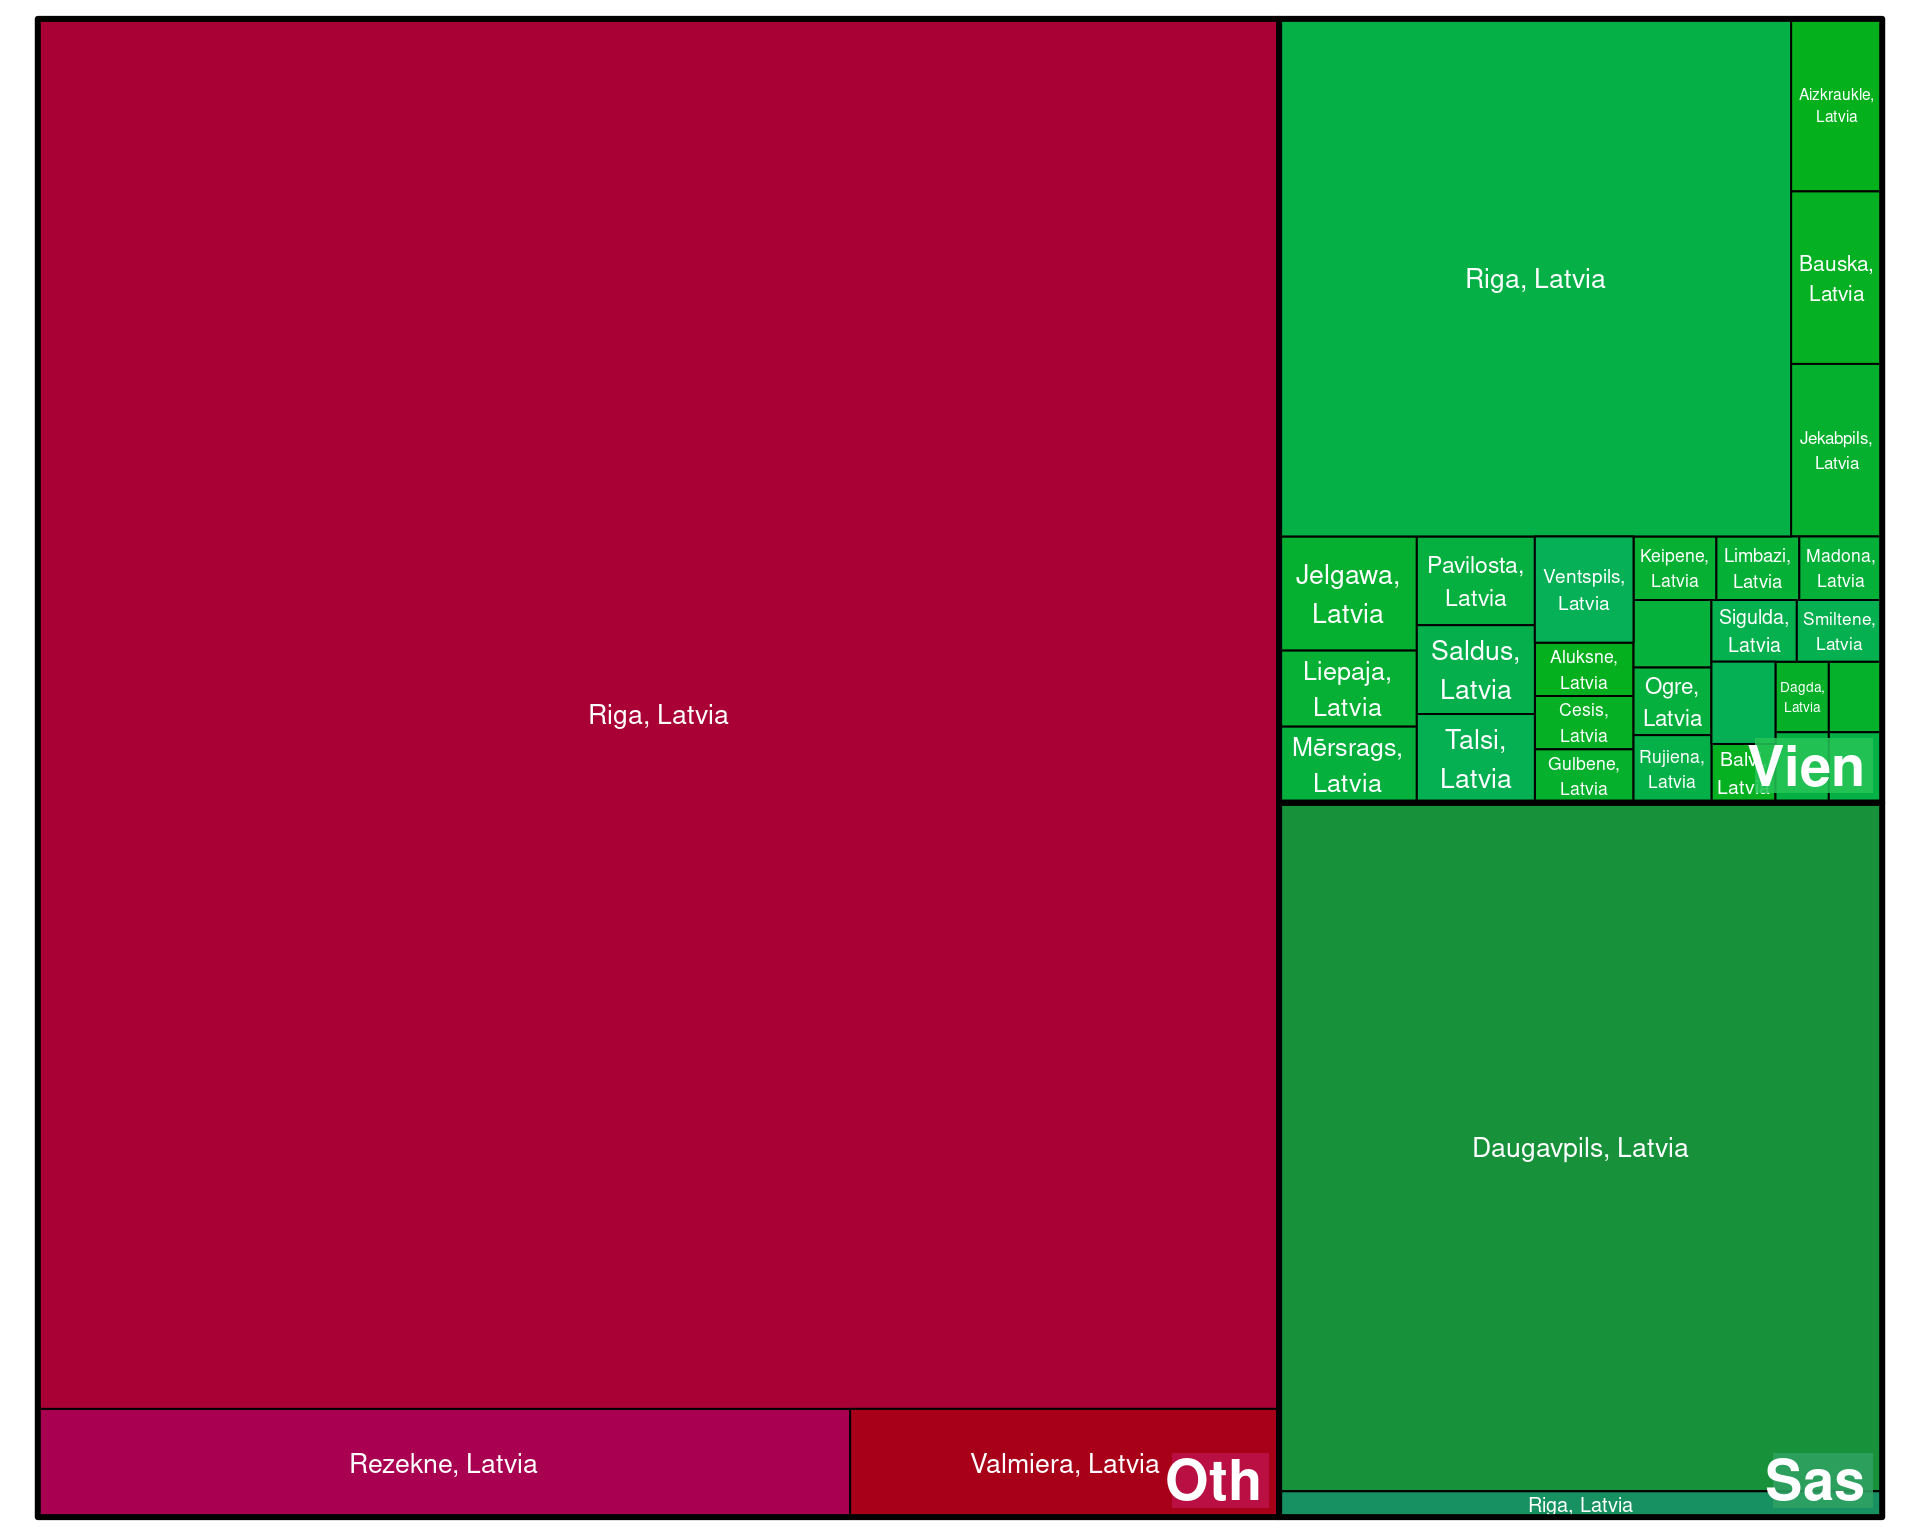 Riga, Latvia
Rezekne, Latvia
Valmiera, Latvia
Oth
Riga, Latvia
Aizkraukle,
Latvia
Bauska,
Latvia
Jekabpils,
Latvia
Jelgawa,
Latvia
Liepaja,
Latvia
Mērsrags,
Latvia
Pavilosta,
Latvia
Saldus,
Latvia
Talsi,
Latvia
Ventspils,
Latvia
Aluksne,
Latvia
Cesis,
Latvia
Gulbene,
Latvia
Keipene,
Latvia
Limbazi,
Latvia
Madona,
Latvia
Sigulda,
Latvia
Smiltene,
Latvia
Ogre,
Latvia
Rujiena,
Latvia
Dagda,
Latvia
Latvia
Vien
Daugavpils, Latvia
Riga, Latvia
Sas